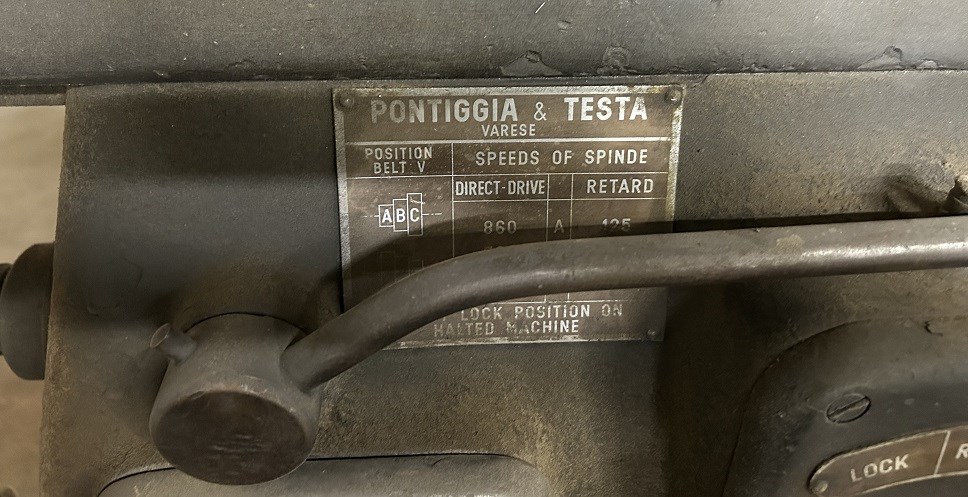 PONTIGGIA & TESTA
VARESE
POSITION
BELT V
SPEEDS OF SPINDE
DIRECT-DRIVE
RETARD
ABC
860 A 125
LOCK POSITION ON
HALTED MACHINE
LOCK